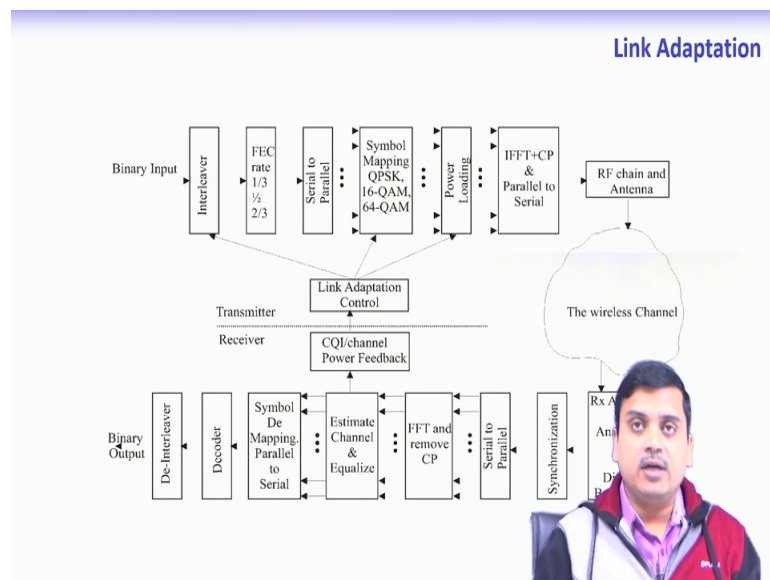 Link Adaptation
Binary Input
Interleaver
FEC
rate
1/3
½
2/3
Serial to
Parallel
Symbol
Mapping
QPSK,
16-QAM,
64-QAM
Power
Loading
IFFT+CP
&
Parallel to
Serial
RF chain and
Antenna
Link Adaptation
Control
Transmitter
Receiver
The wireless Channel
CQI/channel
Power Feedback
Binary
Output
De-Interleaver
Decoder
Symbol
De
Mapping.
Parallel
to
Serial
Estimate
Channel
&
Equalize
FFT and
remove
CP
Serial to
Parallel
Synchronization
Rx